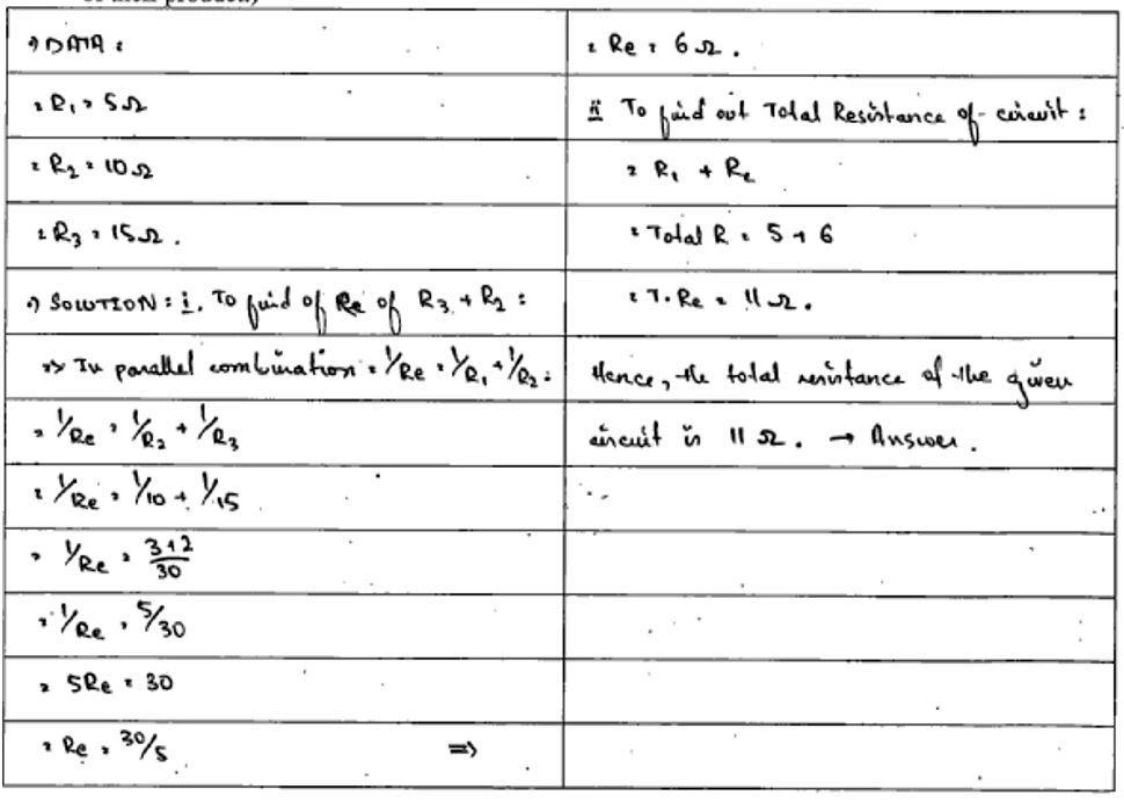 of their product)
→ DATA :
: R₁ = 5 Ω
: R₂ = 10 Ω
: R₃ = 15 Ω.
→ SOLUTION : i. To find of Re of R₃ + R₂ :
=> In parallel combination = 1/Re = 1/R₁ + 1/R₂ :
= 1/Re = 1/R₂ + 1/R₃
= 1/Re = 1/10 + 1/15
= 1/Re = 3+2/30
= 1/Re = 5/30
= 5Re = 30
= Re = 30/5 =>
= Re = 6 Ω.
ii To find out Total Resistance of circuit :
= R₁ + Re
= Total R = 5 + 6
= T. Re = 11 Ω.
Hence, the total resistance of the given
circuit is 11 Ω. → Answer.